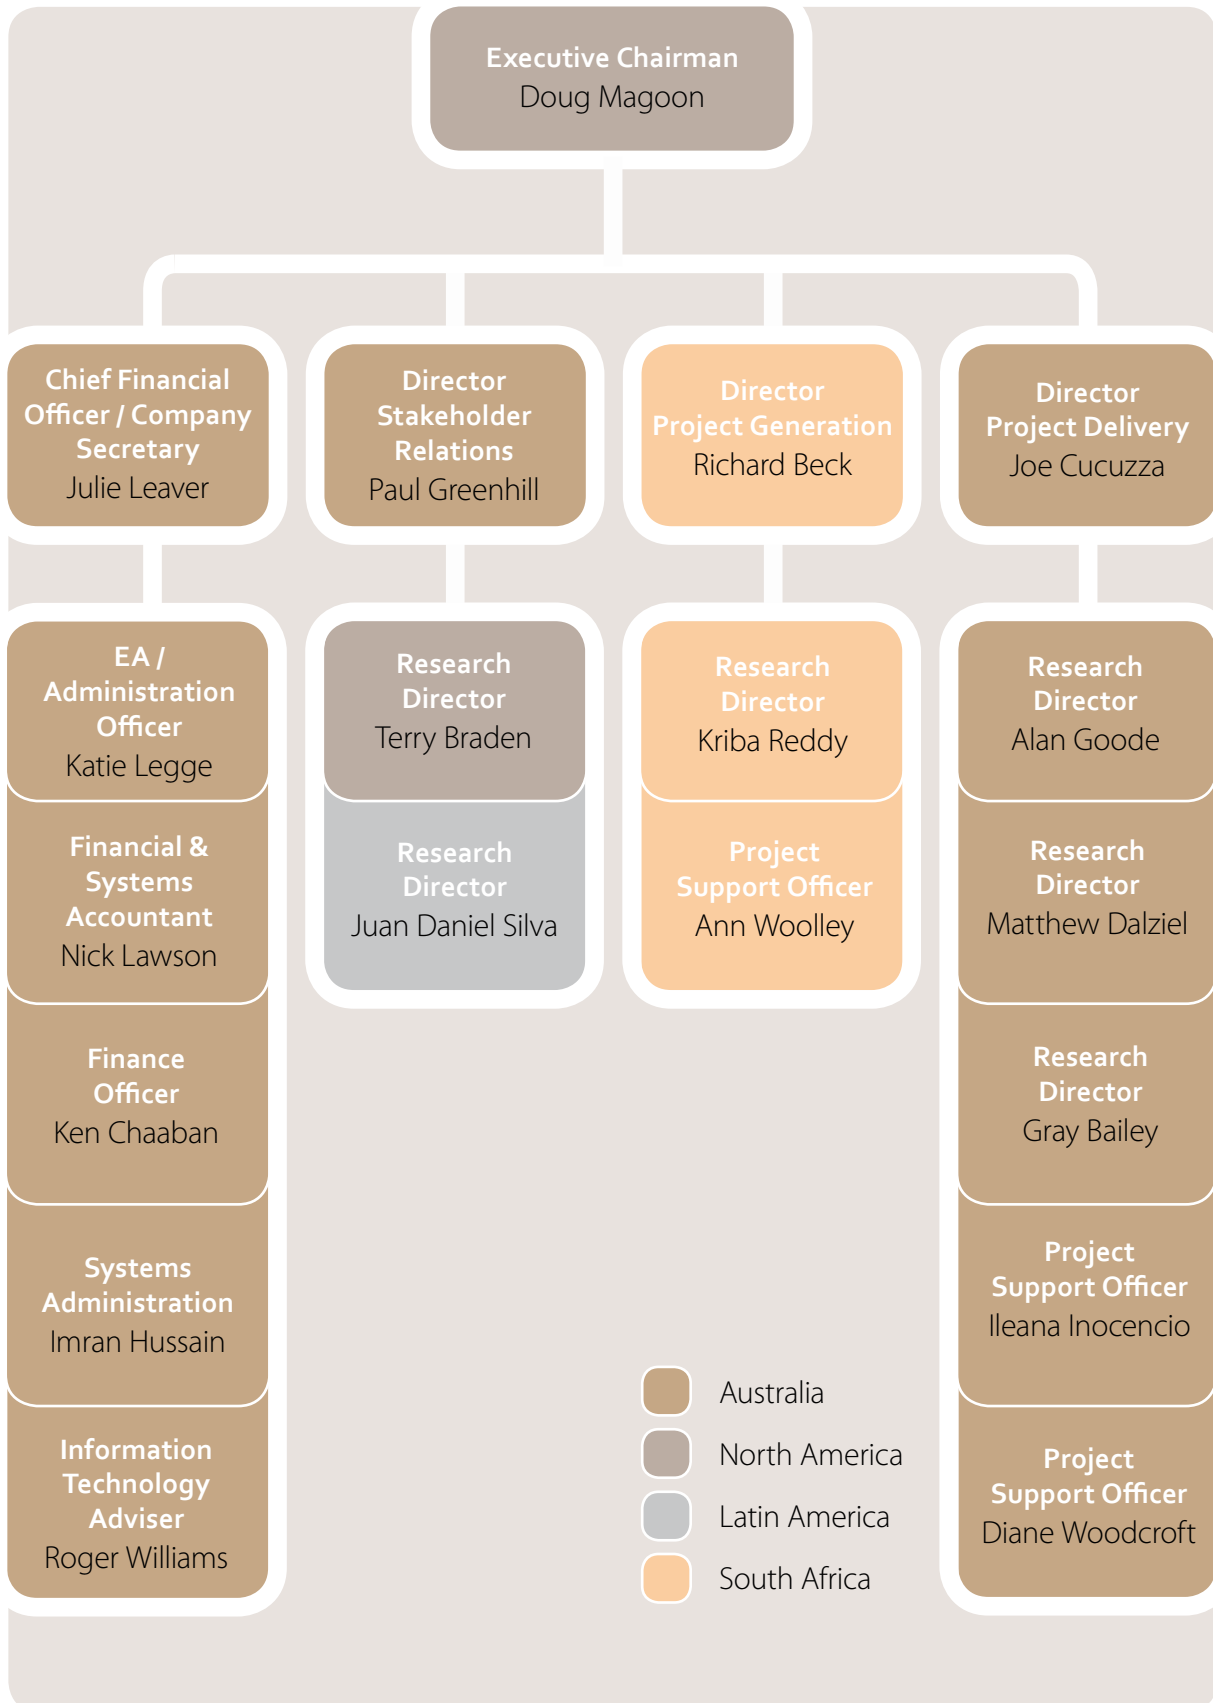 Executive Chairman
Doug Magoon
Chief Financial
Officer / Company
Secretary
Julie Leaver
Director
Stakeholder
Relations
Paul Greenhill
Director
Project Generation
Richard Beck
Director
Project Delivery
Joe Cucuzza
EA /
Administration
Officer
Katie Legge
Financial &
Systems
Accountant
Nick Lawson
Finance
Officer
Ken Chaaban
Systems
Administration
Imran Hussain
Information
Technology
Adviser
Roger Williams
Research
Director
Terry Braden
Research
Director
Juan Daniel Silva
Research
Director
Kriba Reddy
Project
Support Officer
Ann Woolley
Research
Director
Alan Goode
Research
Director
Matthew Dalziel
Research
Director
Gray Bailey
Project
Support Officer
Ileana Inocencio
Project
Support Officer
Diane Woodcroft
Australia
North America
Latin America
South Africa